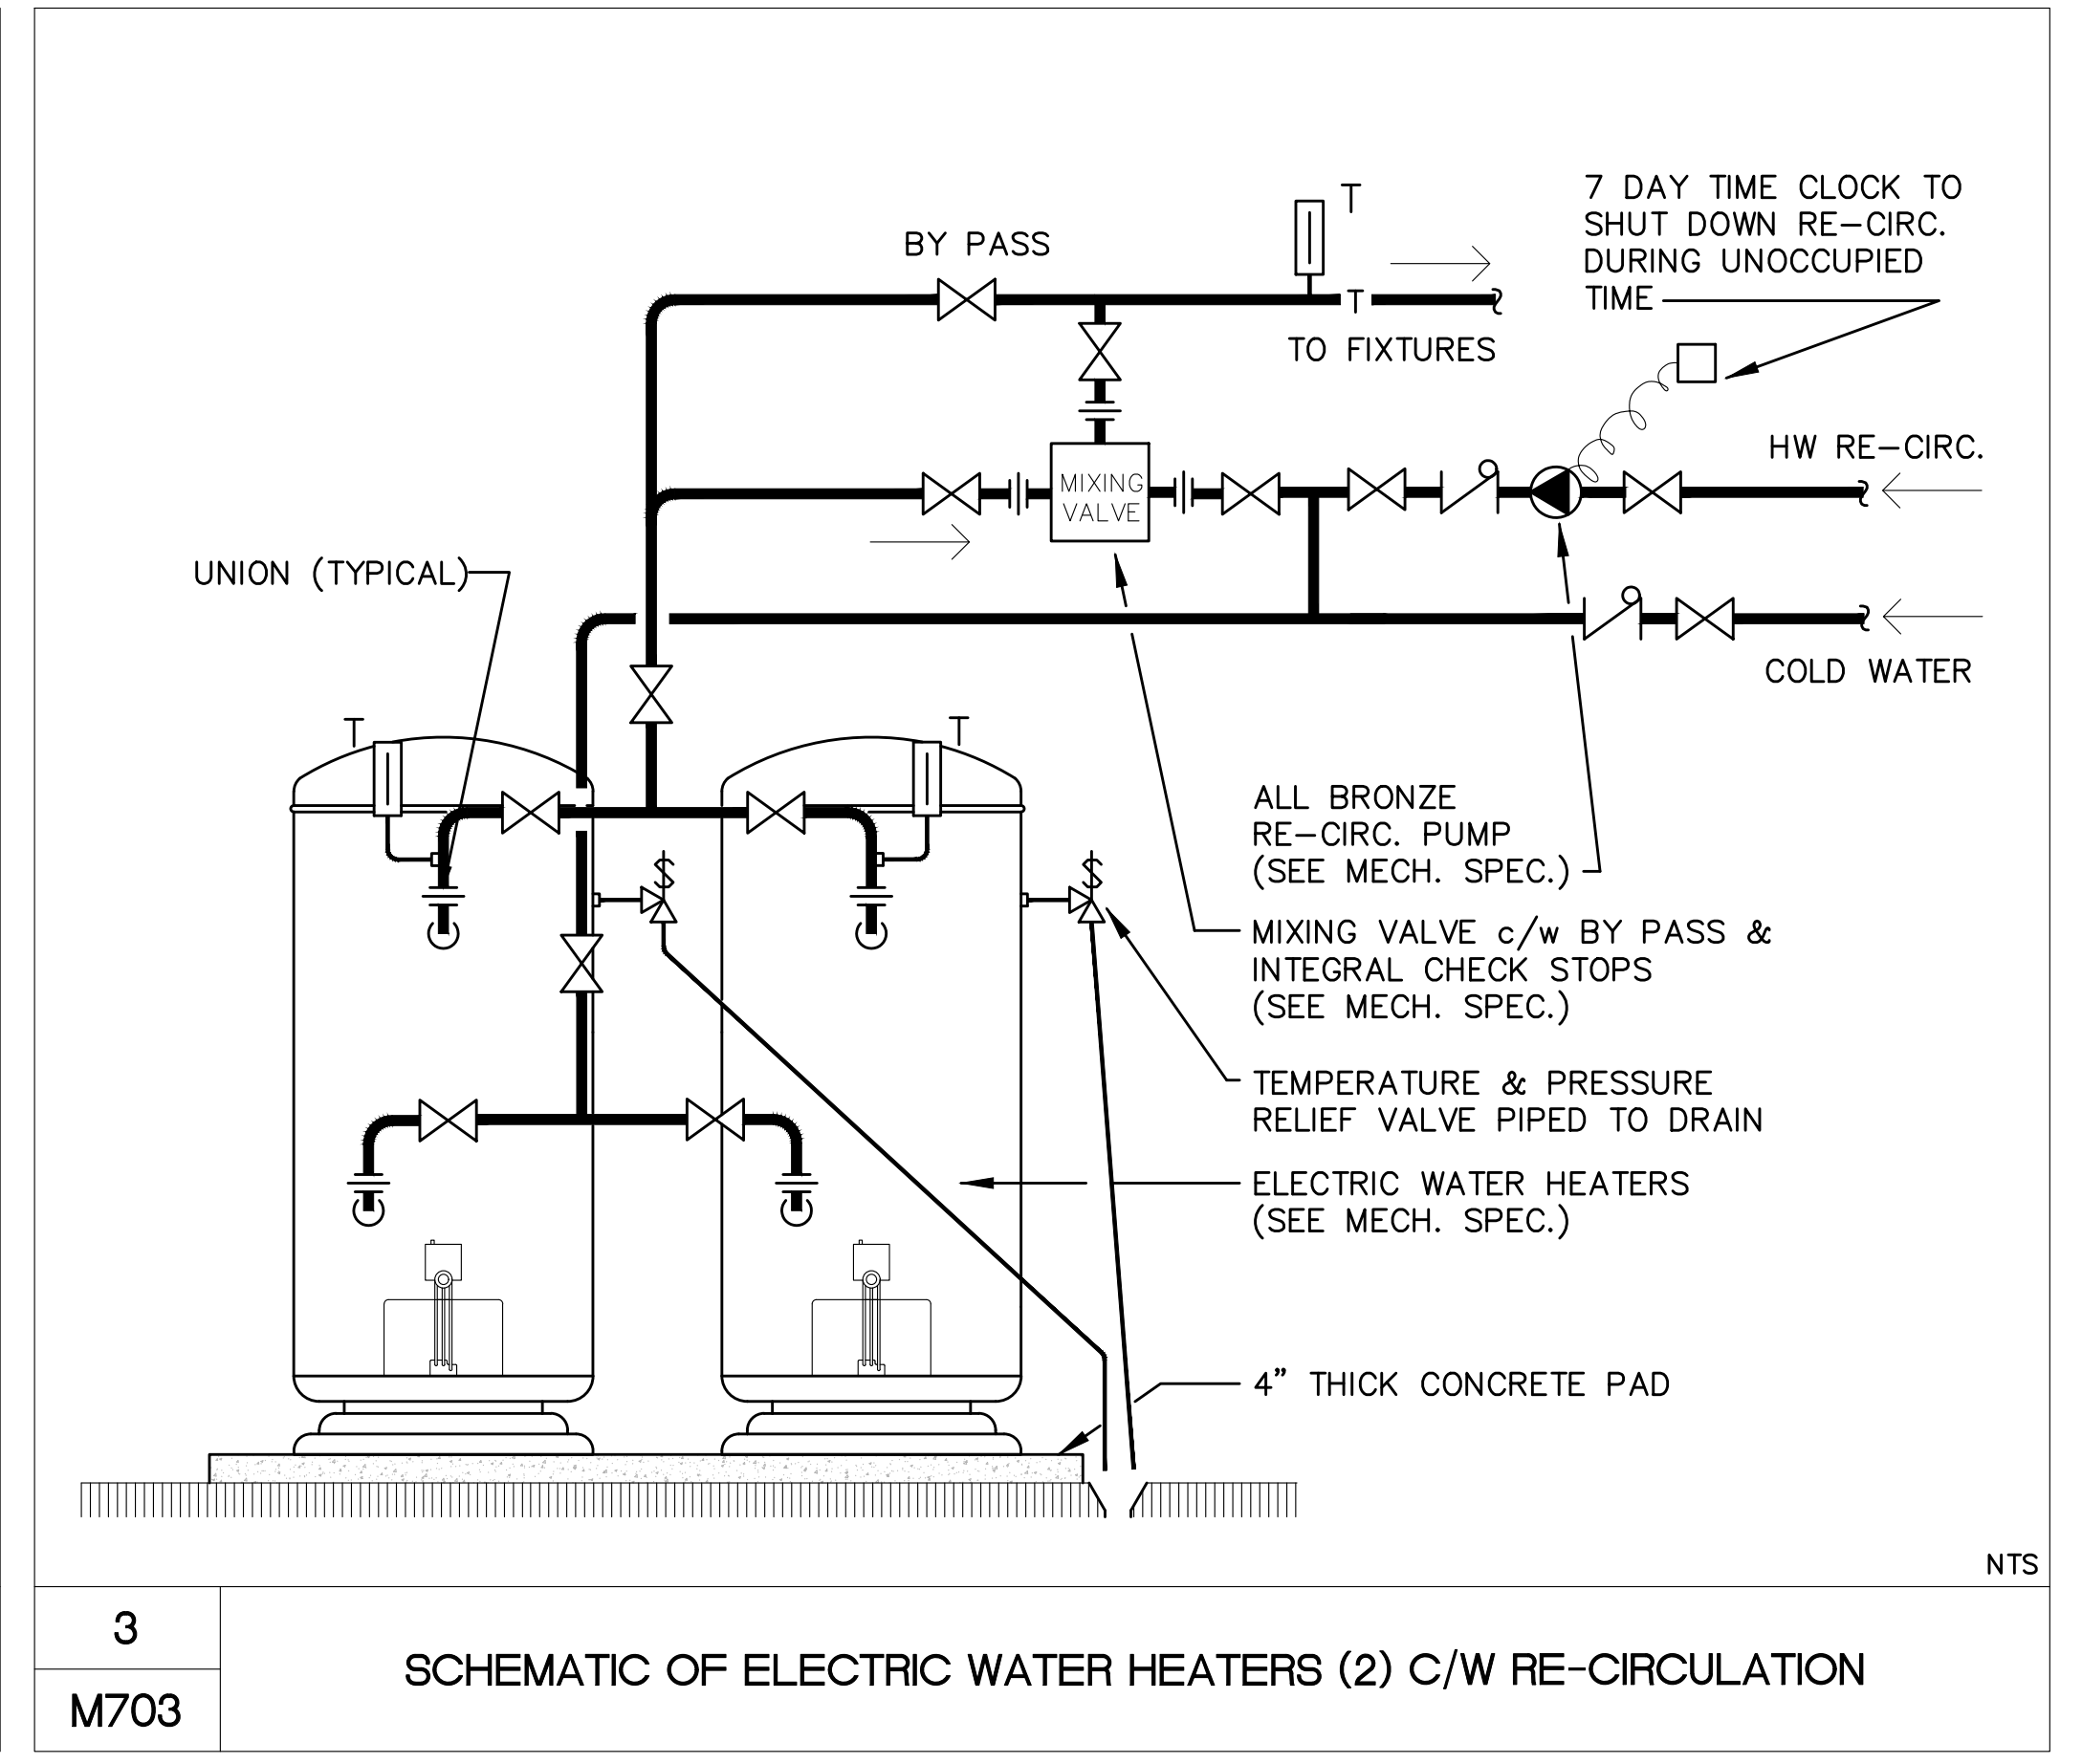 7 DAY TIME CLOCK TO
SHUT DOWN RE-CIRC.
DURING UNOCCUPIED
TIME
T
BY PASS
T
TO FIXTURES
HW RE-CIRC.
MIXING
VALVE
UNION (TYPICAL)
COLD WATER
T
T
ALL BRONZE
RE-CIRC. PUMP
(SEE MECH. SPEC.)
MIXING VALVE c/w BY PASS &
INTEGRAL CHECK STOPS
(SEE MECH. SPEC.)
TEMPERATURE & PRESSURE
RELIEF VALVE PIPED TO DRAIN
ELECTRIC WATER HEATERS
(SEE MECH. SPEC.)
4” THICK CONCRETE PAD
NTS
3
M703
SCHEMATIC OF ELECTRIC WATER HEATERS (2) C/W RE-CIRCULATION